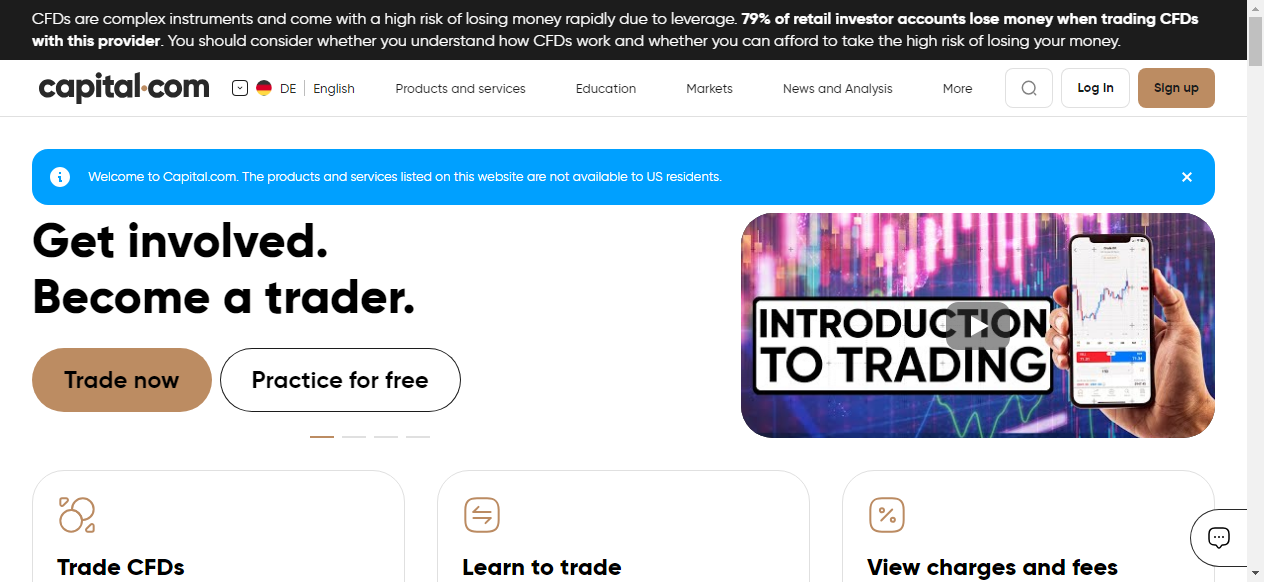 CFDs are complex instruments and come with a high risk of losing money rapidly due to leverage. 79% of retail investor accounts lose money when trading CFDs
with this provider. You should consider whether you understand how CFDs work and whether you can afford to take the high risk of losing your money.
capital.com DE English Products and services Education Markets News and Analysis More Log In Sign up
Welcome to Capital.com. The products and services listed on this website are not available to US residents.
Get involved.
Become a trader.
Trade now Practice for free
INTRODUCTION
TO TRADING
Trade CFDs Learn to trade View charges and fees